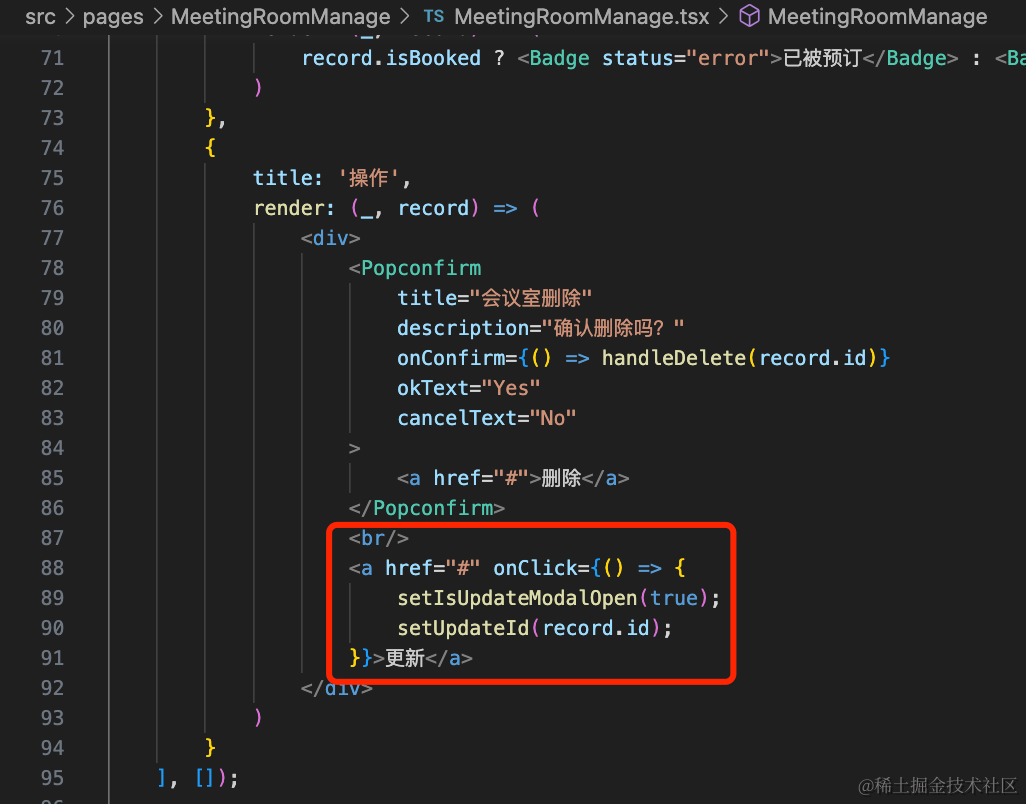 src > pages > MeetingRoomManage > TS MeetingRoomManage.tsx > MeetingRoomManage
71 record.isBooked ? <Badge status="error">已被预订</Badge> : <Ba
72 )
73 },
74 {
75 title: '操作',
76 render: (_, record) => (
77 <div>
78 <Popconfirm
79 title="会议室删除"
80 description="确认删除吗？"
81 onConfirm={() => handleDelete(record.id)}
82 okText="Yes"
83 cancelText="No"
84 >
85 <a href="#">删除</a>
86 </Popconfirm>
87 <br/>
88 <a href="#" onClick={() => {
89 setIsUpdateModalOpen(true);
90 setUpdateId(record.id);
91 }}>更新</a>
92 </div>
93 )
94 }
95 ], []);
@稀土掘金技术社区